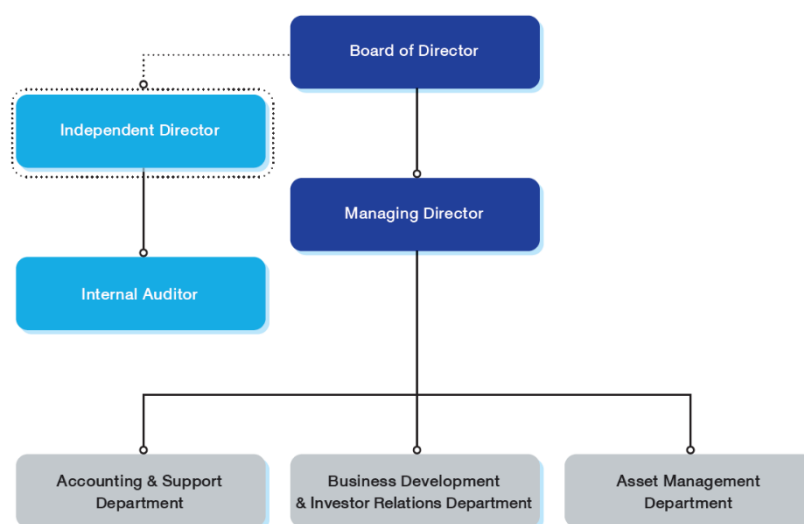 Board of Director
Independent Director
Managing Director
Internal Auditor
Accounting & Support
Department
Business Development
& Investor Relations Department
Asset Management
Department